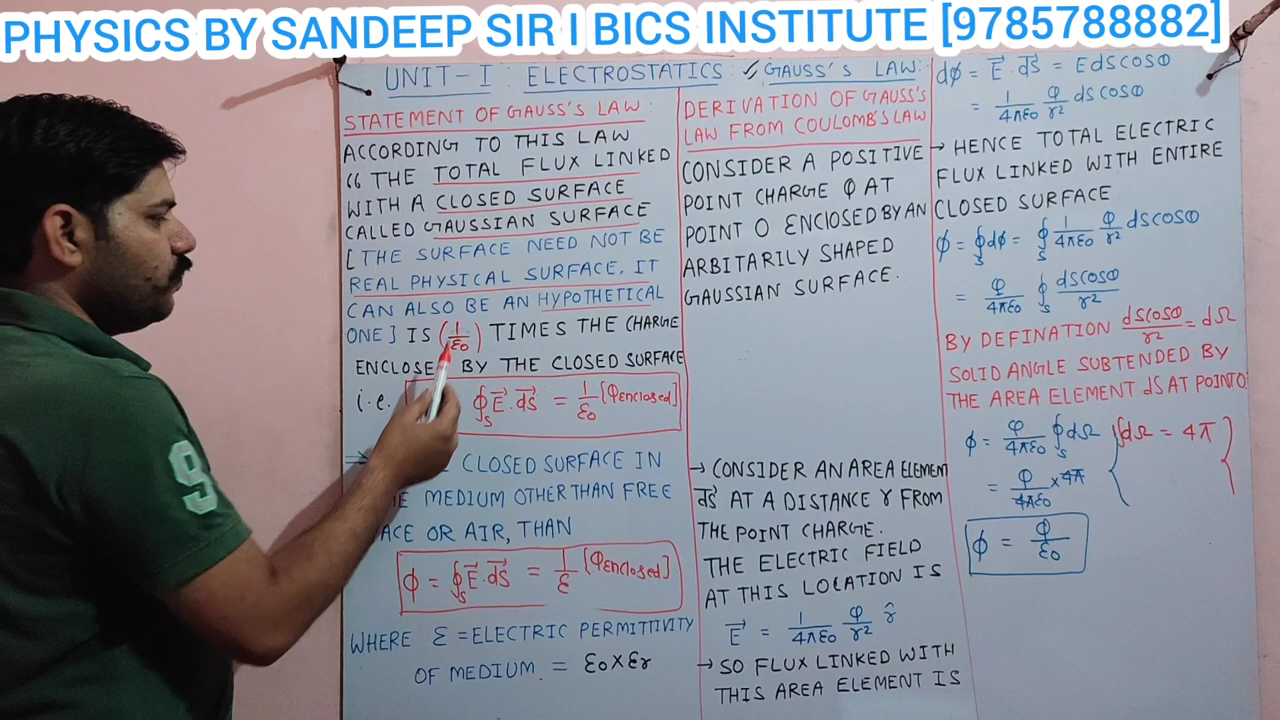 PHYSICS BY SANDEEP SIR I BICS INSTITUTE [9785788882]
UNIT-I : ELECTROSTATICS : ✓ GAUSS'S LAW:
STATEMENT OF GAUSS'S LAW:
ACCORDING TO THIS LAW
“ THE TOTAL FLUX LINKED
WITH A CLOSED SURFACE
CALLED GAUSSIAN SURFACE
[THE SURFACE NEED NOT BE
REAL PHYSICAL SURFACE, IT
CAN ALSO BE AN HYPOTHETICAL
ONE] IS (1/ε0) TIMES THE CHARGE
ENCLOSED BY THE CLOSED SURFACE
i.e. ∮S E⃗.ds⃗ = 1/ε0 [φenclosed]
→ CLOSED SURFACE IN
MEDIUM OTHER THAN FREE
OR AIR, THAN
ϕ = ∮S E⃗.ds⃗ = 1/ε [φenclosed]
WHERE ε = ELECTRIC PERMITTIVITY
OF MEDIUM = ε0 x εr
DERIVATION OF GAUSS'S
LAW FROM COULOMB'S LAW
CONSIDER A POSITIVE
POINT CHARGE φ AT
POINT O ENCLOSED BY AN
ARBITARILY SHAPED
GAUSSIAN SURFACE.
→ CONSIDER AN AREA ELEMENT
ds⃗ AT A DISTANCE r FROM
THE POINT CHARGE.
THE ELECTRIC FIELD
AT THIS LOCATION IS
E⃗ = 1/4πε0 φ/r² r̂
→ SO FLUX LINKED WITH
THIS AREA ELEMENT IS
dϕ = E⃗.ds⃗ = EdsCosθ
= 1/4πε0 φ/r² dsCosθ
→ HENCE TOTAL ELECTRIC
FLUX LINKED WITH ENTIRE
CLOSED SURFACE
ϕ = ∮S dϕ = ∮S 1/4πε0 φ/r² dsCosθ
= φ/4πε0 ∮S dsCosθ/r²
BY DEFINATION dsCosθ/r² = dΩ
SOLID ANGLE SUBTENDED BY
THE AREA ELEMENT dS AT POINT O
ϕ = φ/4πε0 ∮S dΩ {∫dΩ = 4π}
= φ/4πε0 × 4π
ϕ = φ/ε0